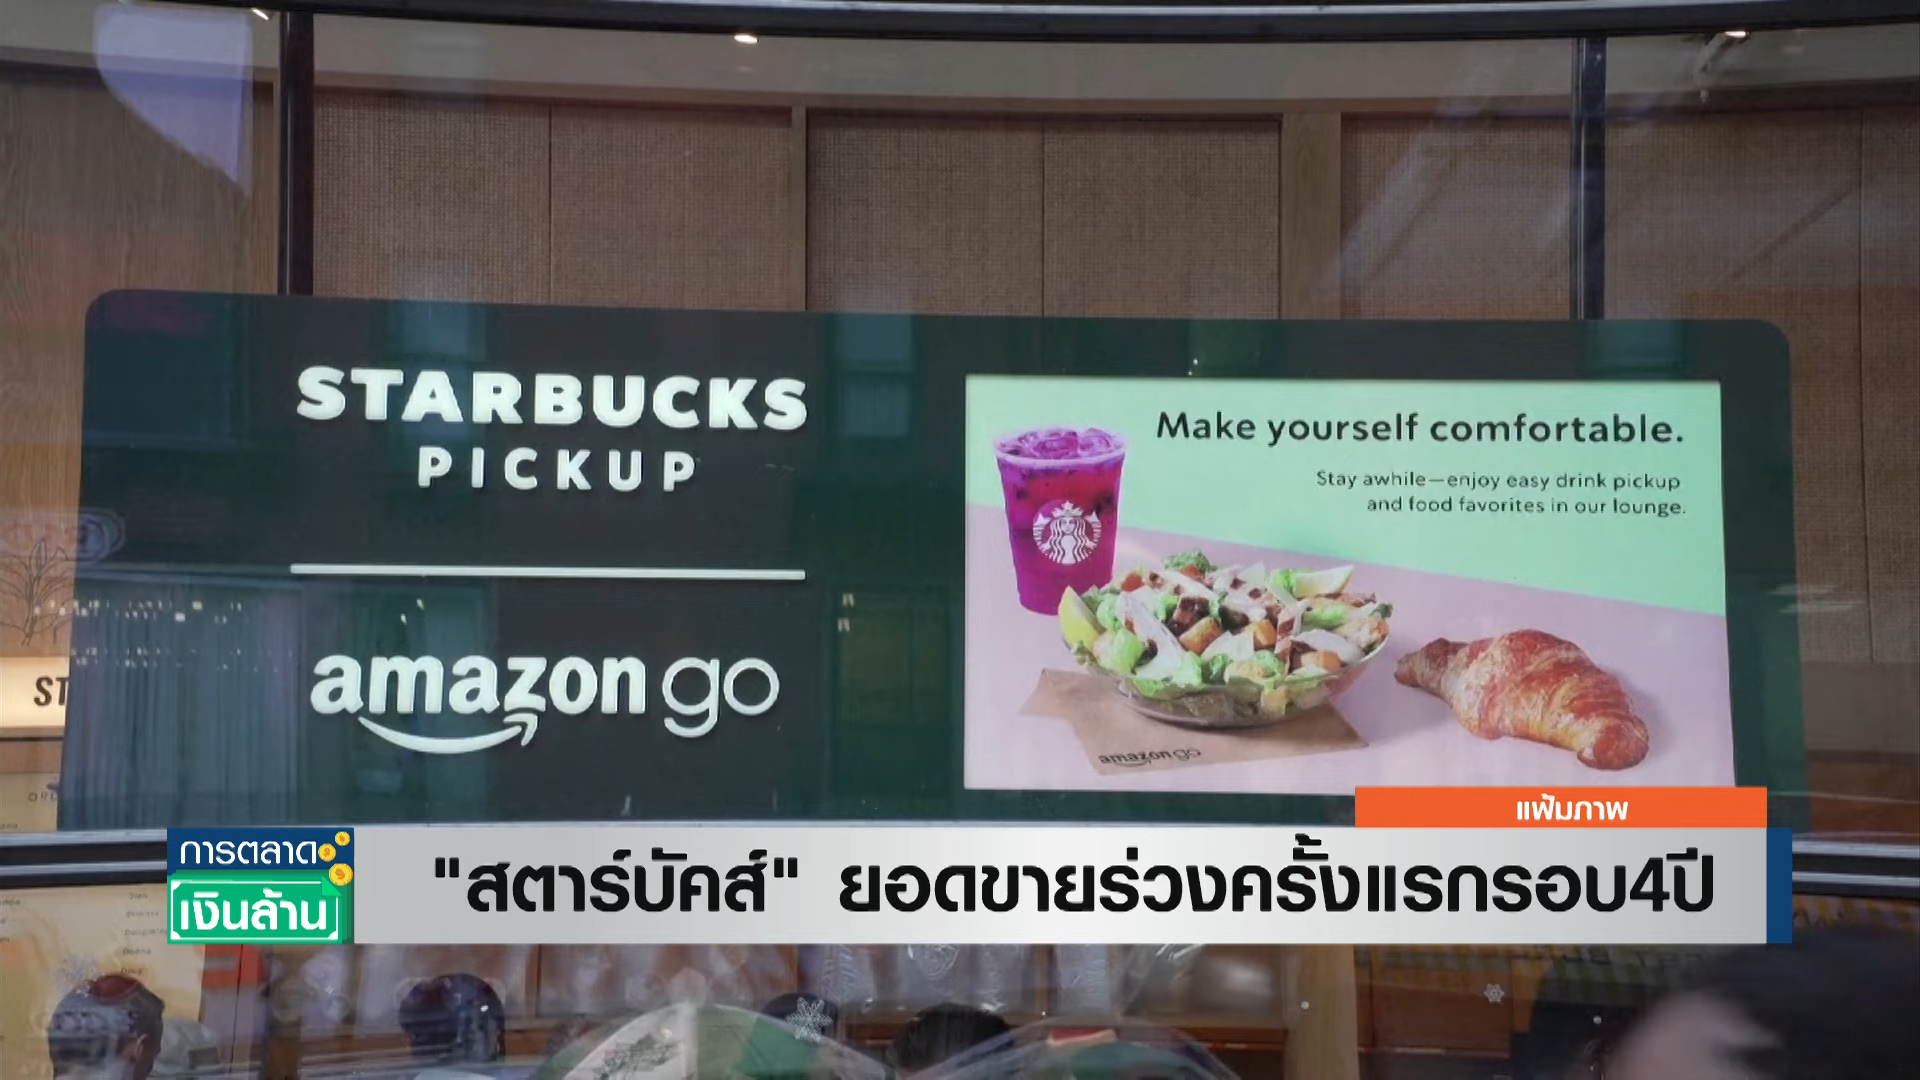 STARBUCKS
PICKUP
amazon go
Make yourself comfortable.
Stay awhile—enjoy easy drink pickup
and food favorites in our lounge.
amazon go
ST
แฟ้มภาพ
การตลาด
เงินล้าน
"สตาร์บัคส์" ยอดขายร่วงครั้งแรกรอบ4ปี